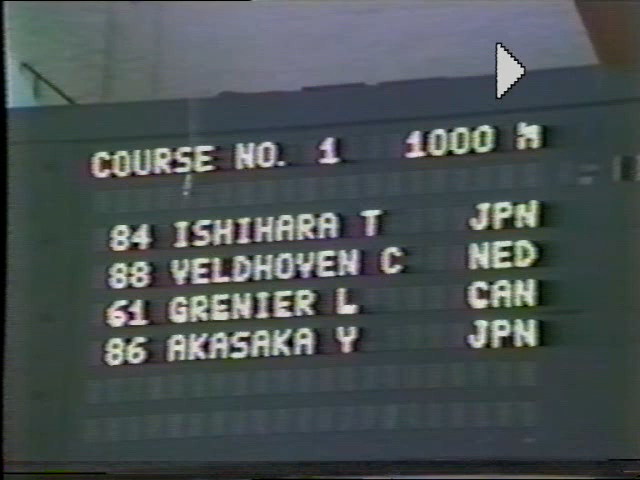 COURSE NO. 1 1000 M
84 ISHIHARA T JPN
88 VELDHOVEN C NED
61 GRENIER L CAN
86 AKASAKA Y JPN